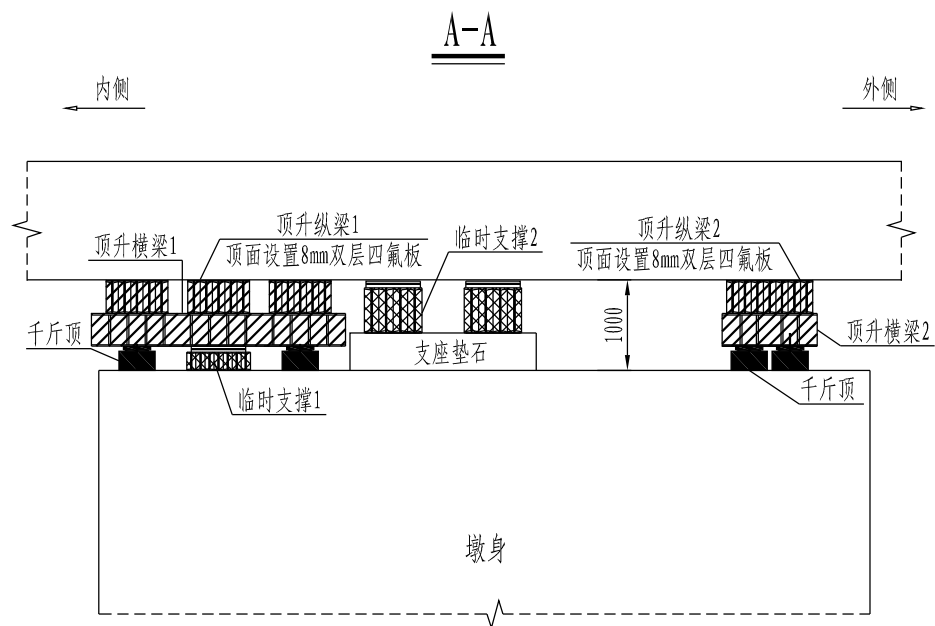 A-A
内侧
外侧
顶升纵梁1
顶面设置8mm双层四氟板
临时支撑2
顶升纵梁2
顶面设置8mm双层四氟板
顶升横梁1
千斤顶
支座垫石
1000
顶升横梁2
临时支撑1
千斤顶
墩身